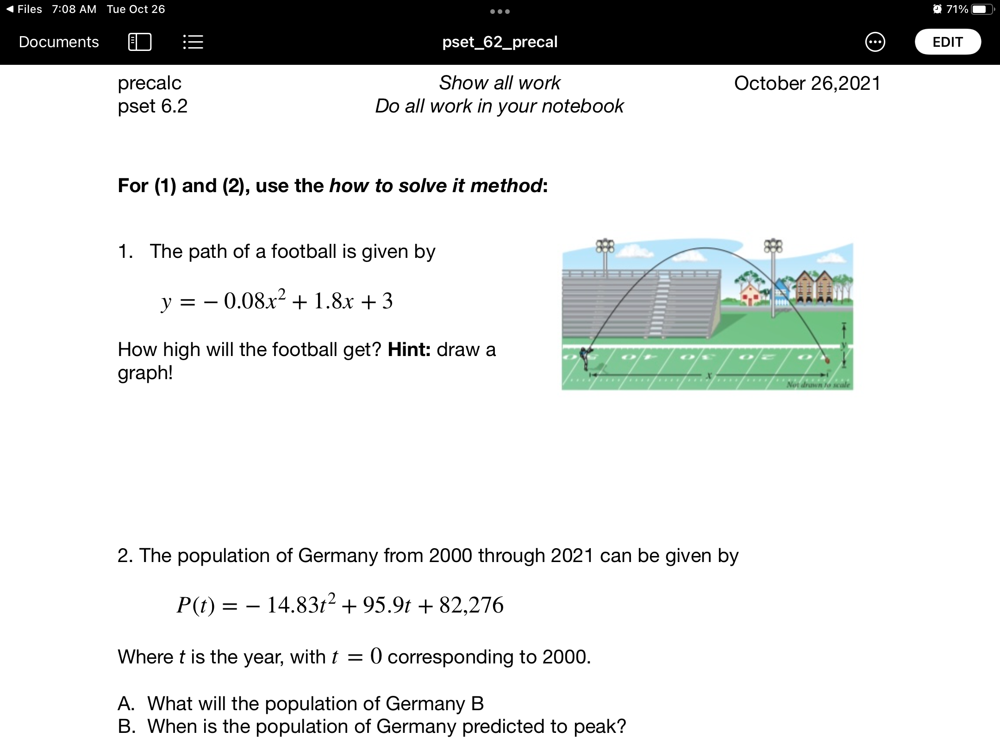 Files 7:08 AM Tue Oct 26
71%
Documents
pset_62_precal
EDIT
precalc
Show all work
October 26,2021
pset 6.2
Do all work in your notebook
For (1) and (2), use the how to solve it method:
1. The path of a football is given by
y = − 0.08x² + 1.8x + 3
How high will the football get? Hint: draw a
graph!
y
x
Not drawn to scale
2. The population of Germany from 2000 through 2021 can be given by
P(t) = − 14.83t² + 95.9t + 82,276
Where t is the year, with t = 0 corresponding to 2000.
A. What will the population of Germany B
B. When is the population of Germany predicted to peak?